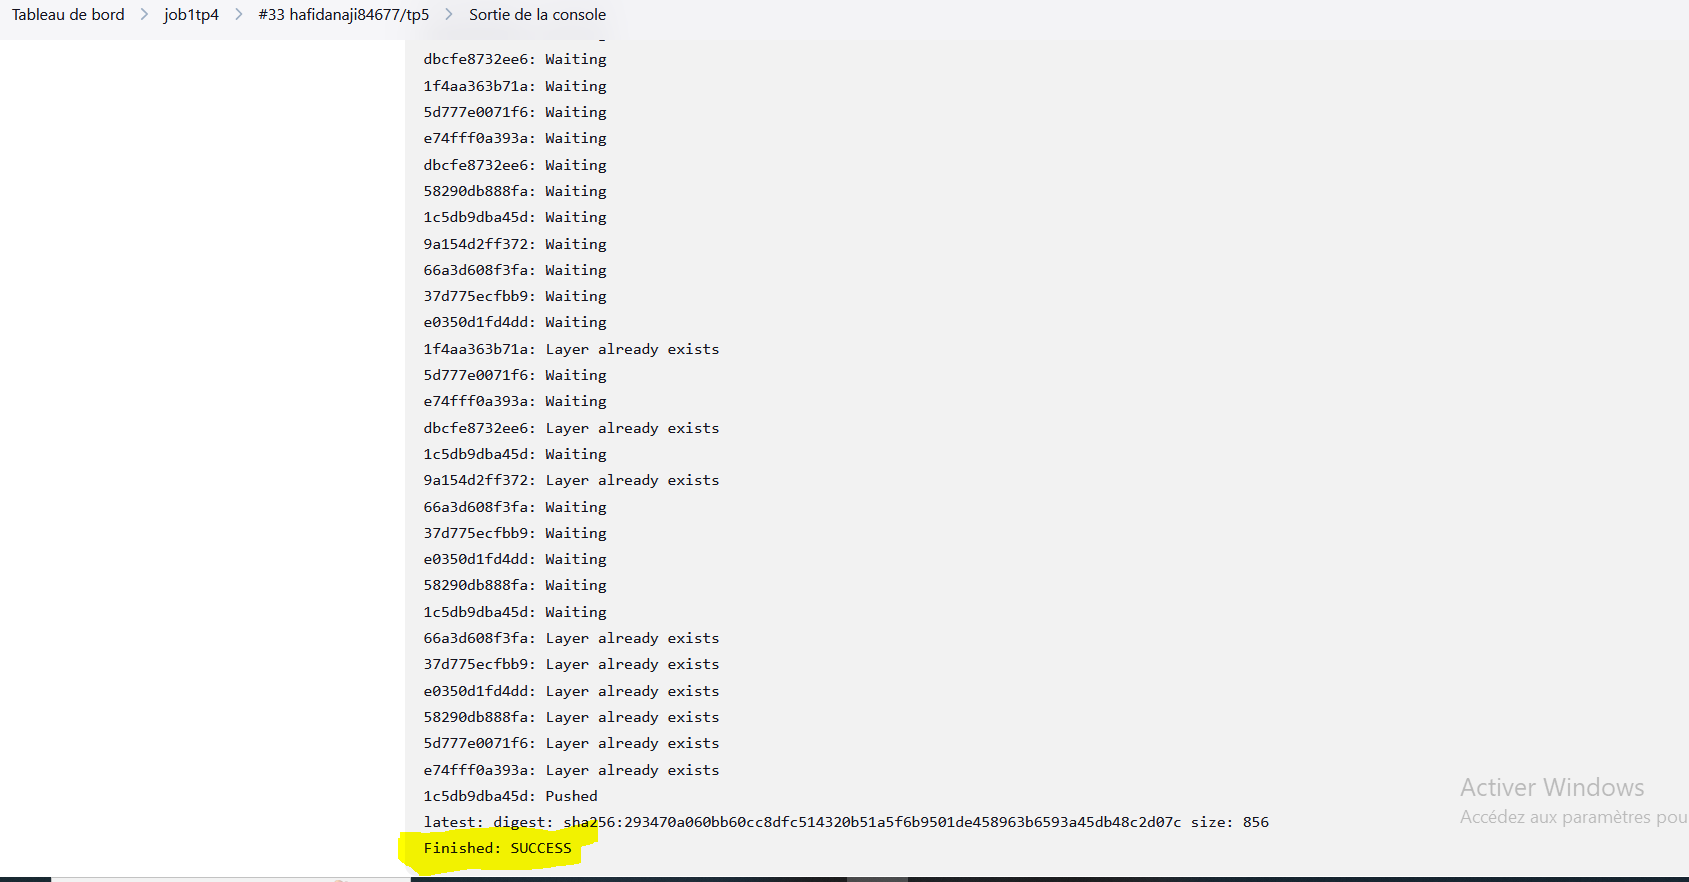 Tableau de bord > job1tp4 > #33 hafidanaji84677/tp5 > Sortie de la console
dbcfe8732ee6: Waiting
1f4aa363b71a: Waiting
5d777e0071f6: Waiting
e74fff0a393a: Waiting
dbcfe8732ee6: Waiting
58290db888fa: Waiting
1c5db9dba45d: Waiting
9a154d2ff372: Waiting
66a3d608f3fa: Waiting
37d775ecfbb9: Waiting
e0350d1fd4dd: Waiting
1f4aa363b71a: Layer already exists
5d777e0071f6: Waiting
e74fff0a393a: Waiting
dbcfe8732ee6: Layer already exists
1c5db9dba45d: Waiting
9a154d2ff372: Layer already exists
66a3d608f3fa: Waiting
37d775ecfbb9: Waiting
e0350d1fd4dd: Waiting
58290db888fa: Waiting
1c5db9dba45d: Waiting
66a3d608f3fa: Layer already exists
37d775ecfbb9: Layer already exists
e0350d1fd4dd: Layer already exists
58290db888fa: Layer already exists
5d777e0071f6: Layer already exists
e74fff0a393a: Layer already exists
1c5db9dba45d: Pushed
latest: digest: sha256:293470a060bb60cc8dfc514320b51a5f6b9501de458963b6593a45db48c2d07c size: 856
Finished: SUCCESS
Activer Windows
Accédez aux paramètres pou